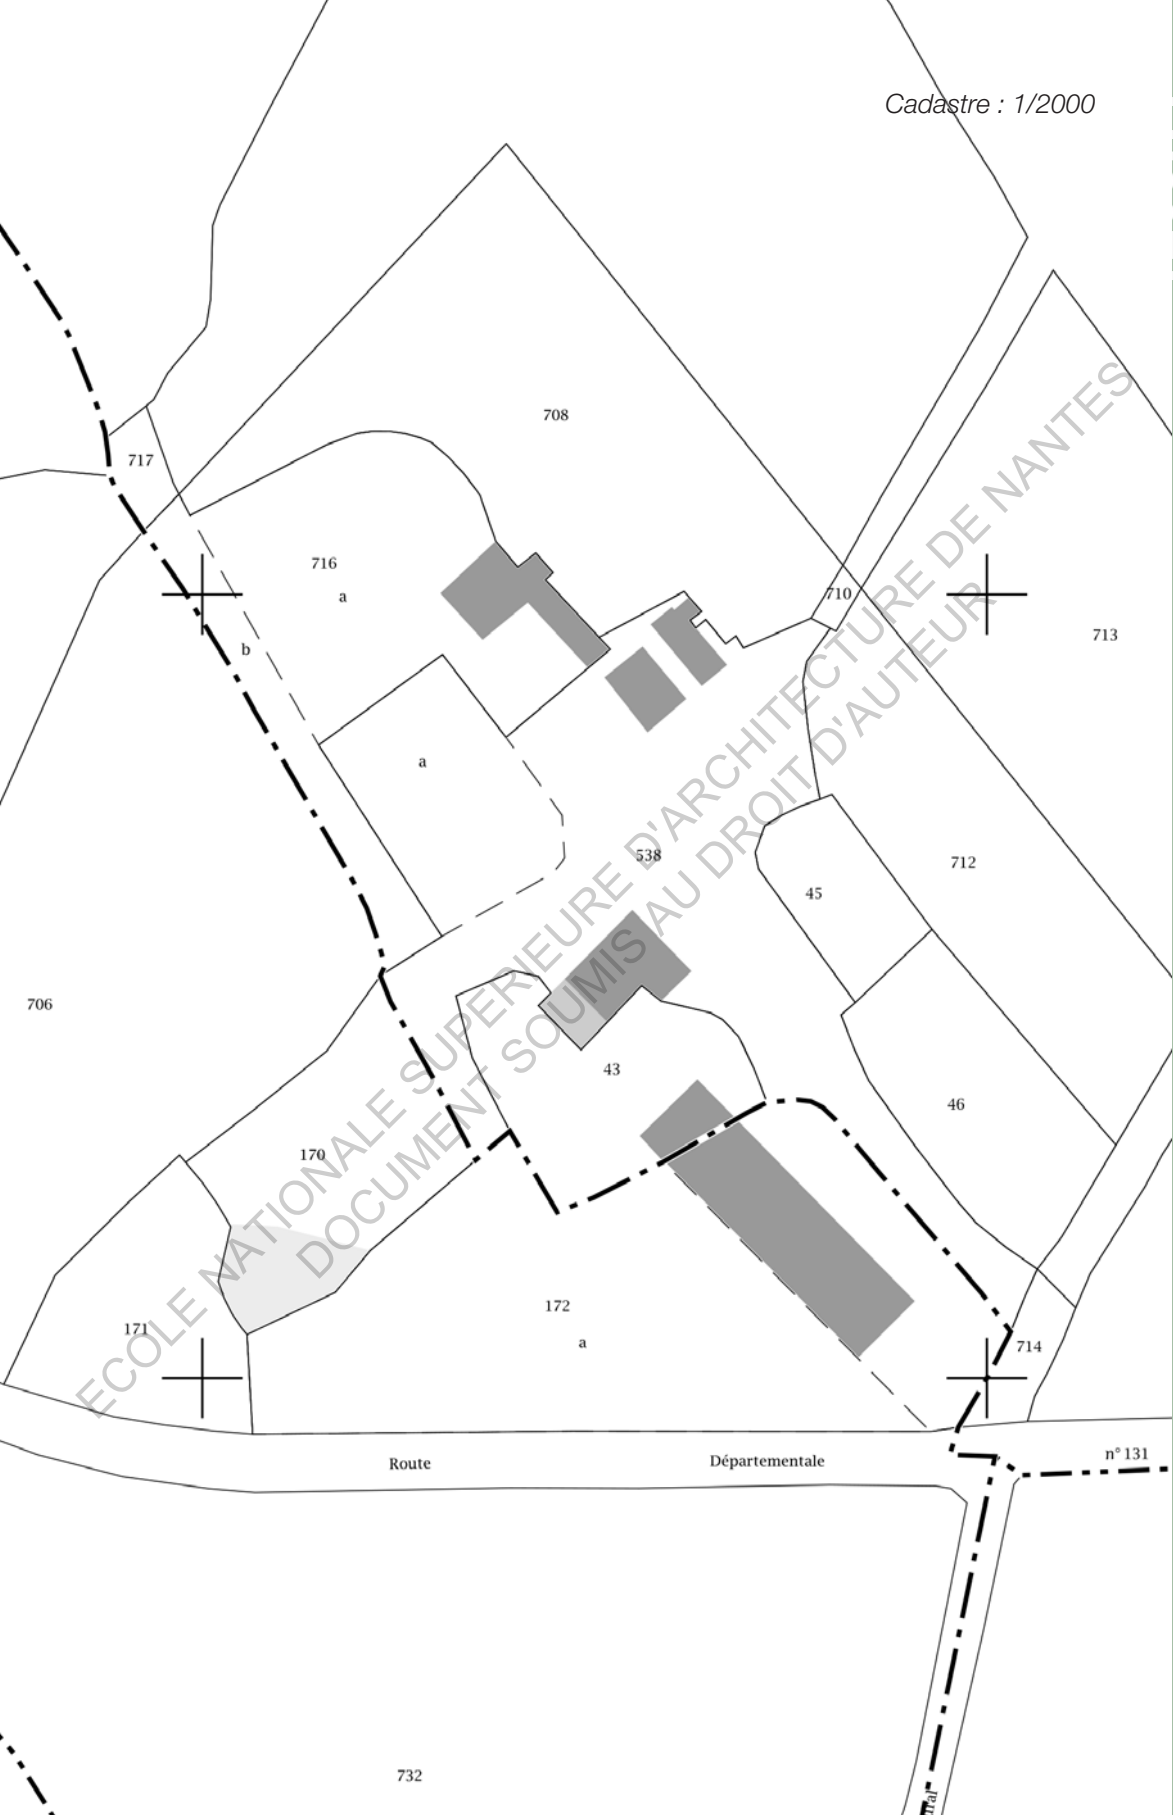 Cadastre : 1/2000
708
717
716
a
710
713
b
a
538
712
45
706
43
46
170
172
171
a
714
Route Départementale n° 131
732
ECOLE NATIONALE SUPERIEURE D'ARCHITECTURE DE NANTES
DOCUMENT SOUMIS AU DROIT D'AUTEUR